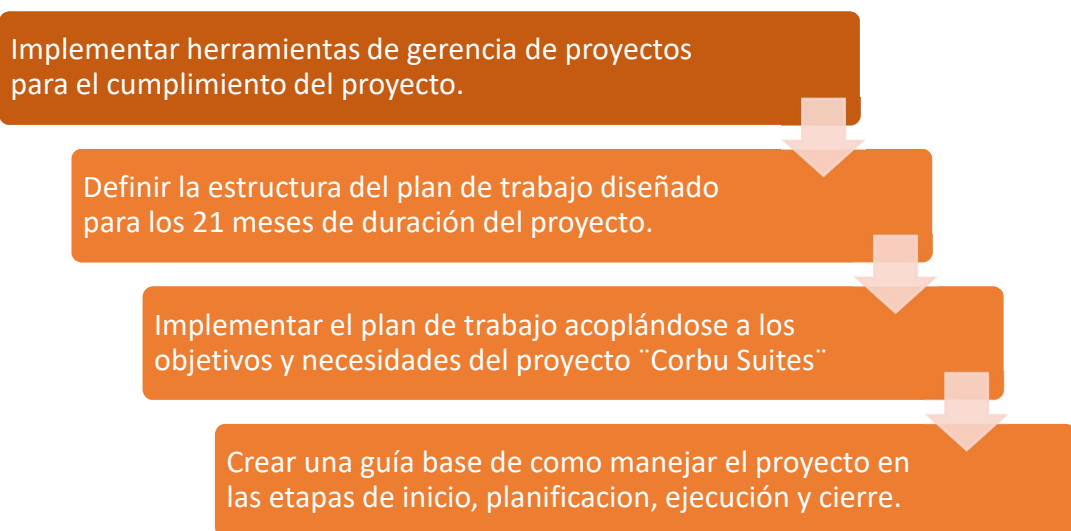 Implementar herramientas de gerencia de proyectos
para el cumplimiento del proyecto.
Definir la estructura del plan de trabajo diseñado
para los 21 meses de duración del proyecto.
Implementar el plan de trabajo acoplándose a los
objetivos y necesidades del proyecto ¨Corbu Suites¨
Crear una guía base de como manejar el proyecto en
las etapas de inicio, planificacion, ejecución y cierre.